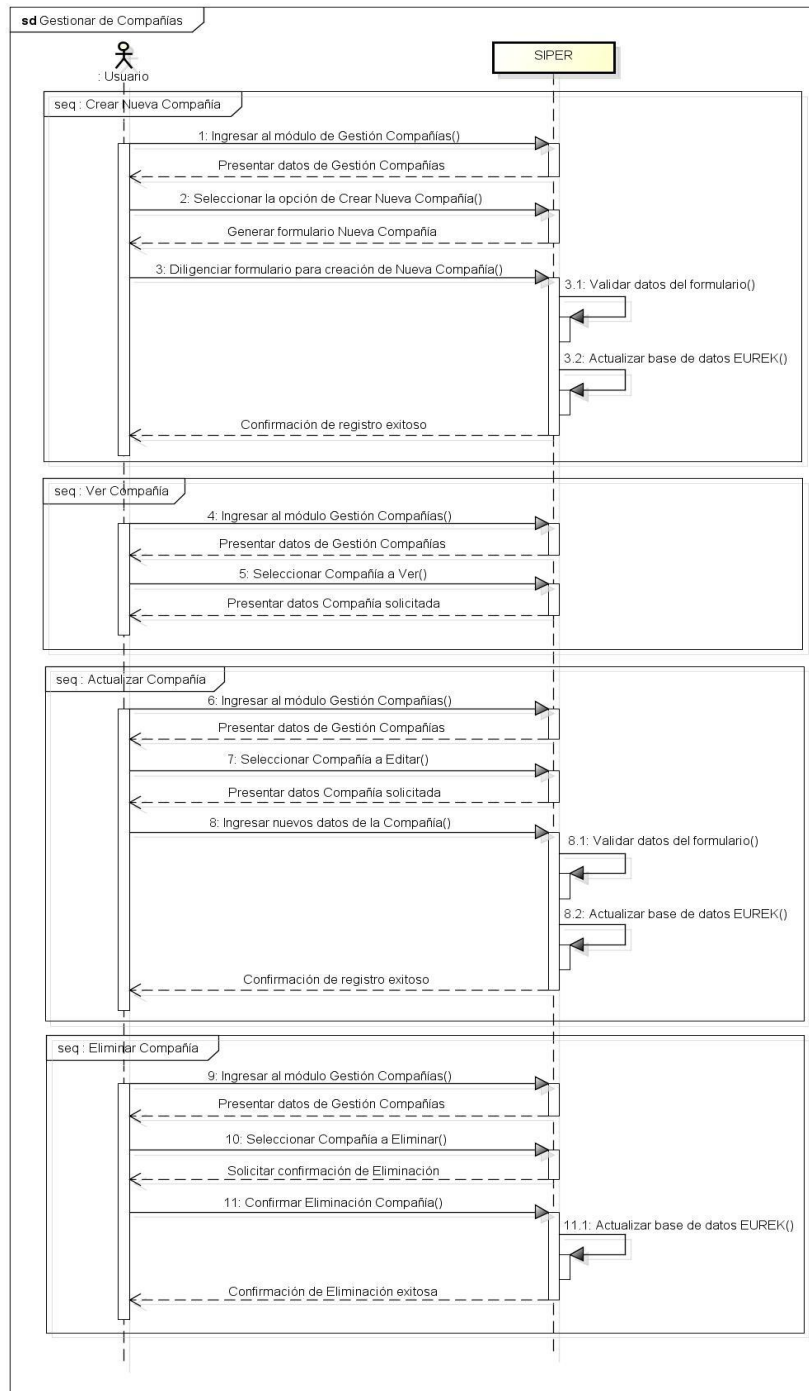 sd Gestionar de Compañías
: Usuario
SIPER
seq : Crear Nueva Compañía
1: Ingresar al módulo de Gestión Compañías()
Presentar datos de Gestión Compañías
2: Seleccionar la opción de Crear Nueva Compañía()
Generar formulario Nueva Compañía
3: Diligenciar formulario para creación de Nueva Compañía()
3.1: Validar datos del formulario()
3.2: Actualizar base de datos EUREK()
Confirmación de registro exitoso
seq : Ver Compañía
4: Ingresar al módulo Gestión Compañías()
Presentar datos de Gestión Compañías
5: Seleccionar Compañía a Ver()
Presentar datos Compañía solicitada
seq : Actualizar Compañía
6: Ingresar al módulo Gestión Compañías()
Presentar datos de Gestión Compañías
7: Seleccionar Compañía a Editar()
Presentar datos Compañía solicitada
8: Ingresar nuevos datos de la Compañía()
8.1: Validar datos del formulario()
8.2: Actualizar base de datos EUREK()
Confirmación de registro exitoso
seq : Eliminar Compañía
9: Ingresar al módulo Gestión Compañías()
Presentar datos de Gestión Compañías
10: Seleccionar Compañía a Eliminar()
Solicitar confirmación de Eliminación
11: Confirmar Eliminación Compañía()
11.1: Actualizar base de datos EUREK()
Confirmación de Eliminación exitosa